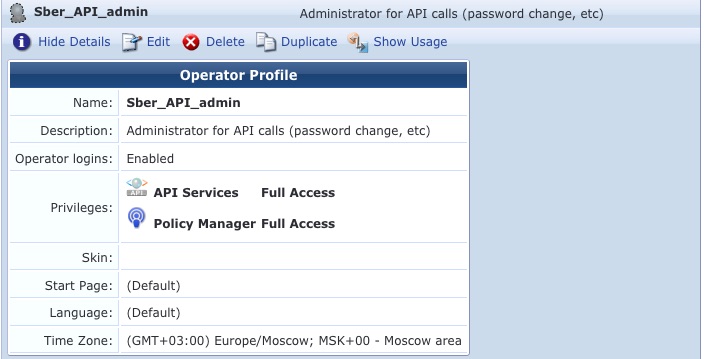 Sber_API_admin Administrator for API calls (password change, etc)
Hide Details Edit Delete Duplicate Show Usage
Operator Profile
Name: Sber_API_admin
Description: Administrator for API calls (password change, etc)
Operator logins: Enabled
Privileges:
API API Services Full Access
Policy Manager Full Access
Skin:
Start Page: (Default)
Language: (Default)
Time Zone: (GMT+03:00) Europe/Moscow; MSK+00 - Moscow area